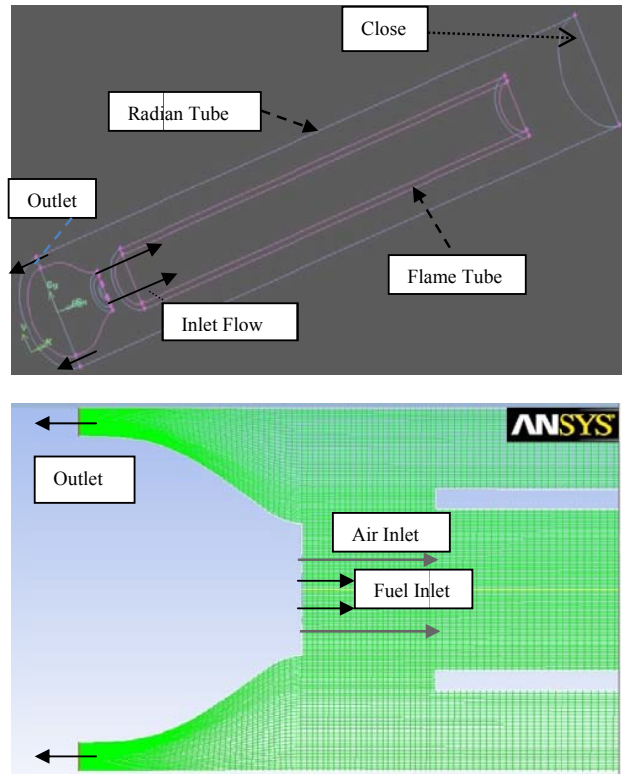 Close
Radian Tube
Outlet
Flame Tube
Inlet Flow
ANSYS
Outlet
Air Inlet
Fuel Inlet